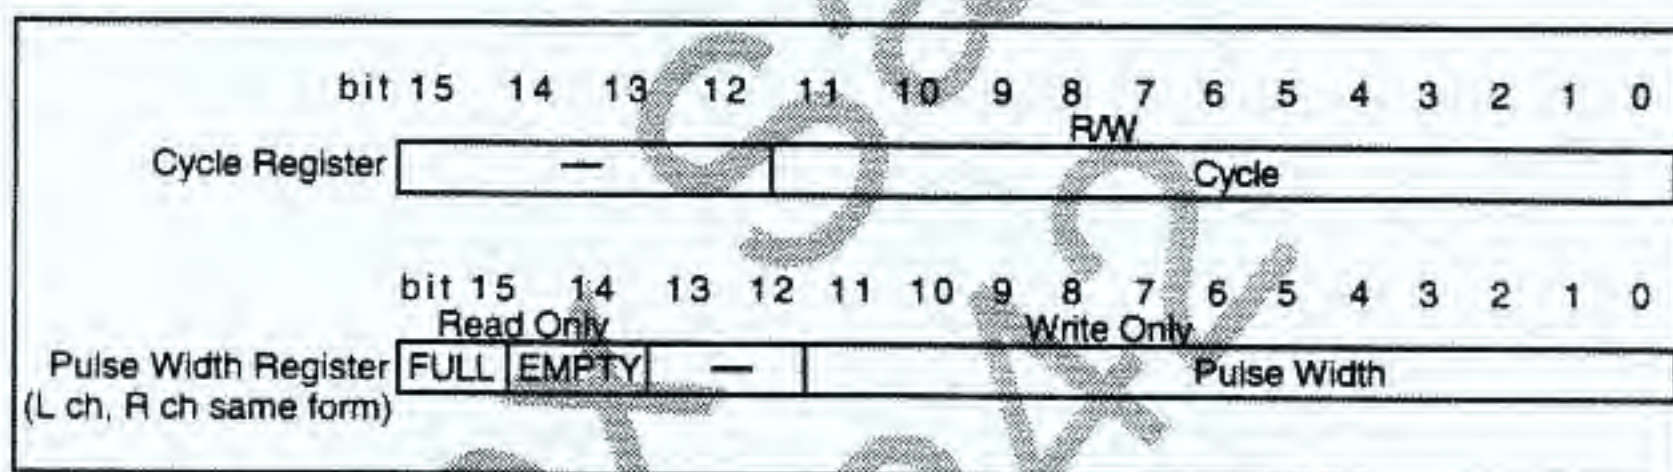 bit 15 14 13 12 11 10 9 8 7 6 5 4 3 2 1 0
R/W
Cycle Register — Cycle
bit 15 14 13 12 11 10 9 8 7 6 5 4 3 2 1 0
Read Only Write Only
Pulse Width Register FULL EMPTY — Pulse Width
(L ch, R ch same form)